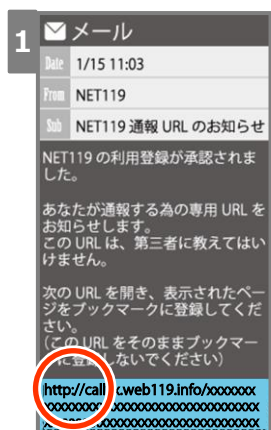 1
メール
Date 1/15 11:03
From NET119
Sub NET119 通報 URL のお知らせ
NET119 の利用登録が承認されま
した。
あなたが通報する為の専用 URL を
お知らせします。
この URL は、第三者に教えてはい
けません。
次の URL を開き、表示されたペー
ジをブックマークに登録してくだ
さい。
(この URL をそのままブックマー
に登録しないでください)
http://call x.web119.info/xxxxxxx
xxxxxxxxxxxxxxxxxxxxxxxxxxx